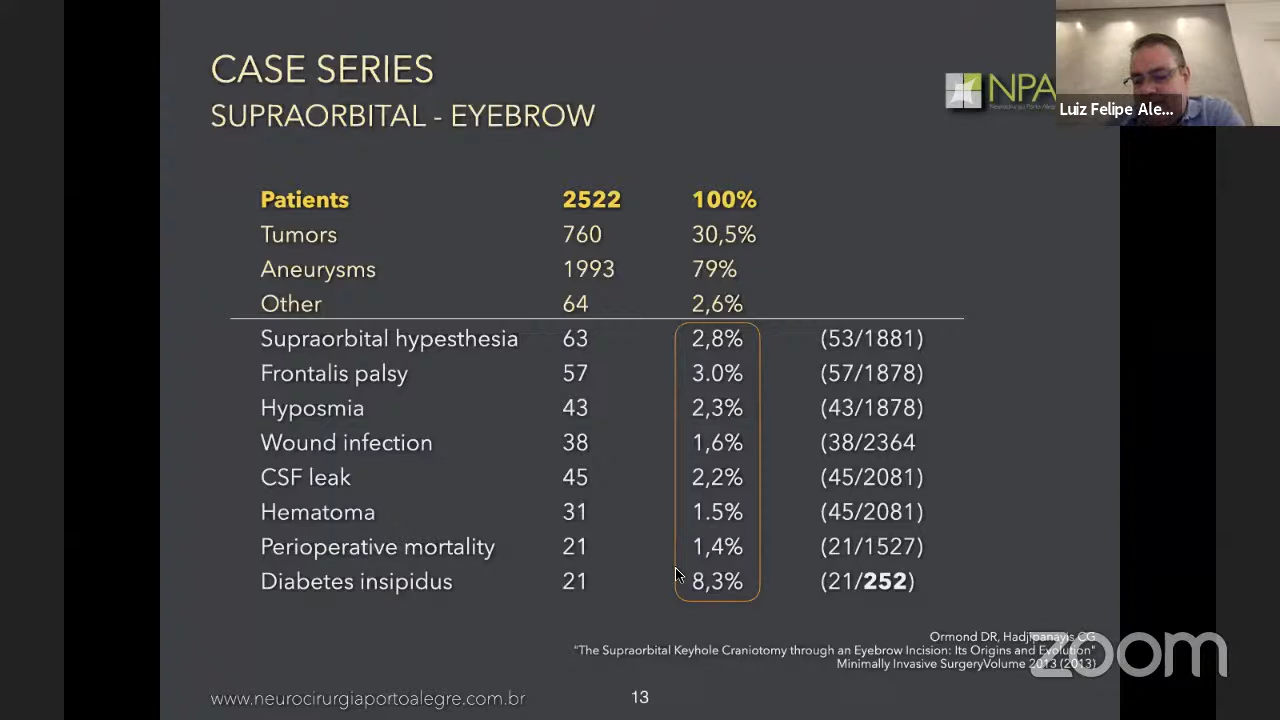 CASE SERIES
SUPRAORBITAL - EYEBROW
NPA
Luiz Felipe Ale...
Patients 2522 100%
Tumors 760 30,5%
Aneurysms 1993 79%
Other 64 2,6%
Supraorbital hypesthesia 63 2,8% (53/1881)
Frontalis palsy 57 3.0% (57/1878)
Hyposmia 43 2,3% (43/1878)
Wound infection 38 1,6% (38/2364
CSF leak 45 2,2% (45/2081)
Hematoma 31 1.5% (45/2081)
Perioperative mortality 21 1,4% (21/1527)
Diabetes insipidus 21 8,3% (21/252)
Ormond DR, Hadjipanayis CG
"The Supraorbital Keyhole Craniotomy through an Eyebrow Incision: Its Origins and Evolution"
Minimally Invasive SurgeryVolume 2013 (2013)
zoom
www.neurocirurgiaportoalegre.com.br 13